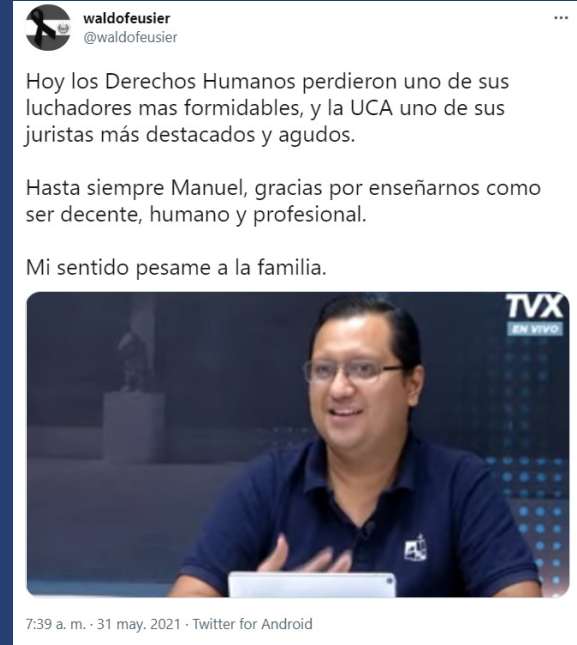 waldofeusier
@waldofeusier
Hoy los Derechos Humanos perdieron uno de sus
luchadores mas formidables, y la UCA uno de sus
juristas más destacados y agudos.
Hasta siempre Manuel, gracias por enseñarnos como
ser decente, humano y profesional.
Mi sentido pesame a la familia.
TVX
EN VIVO
7:39 a. m. · 31 may. 2021 · Twitter for Android